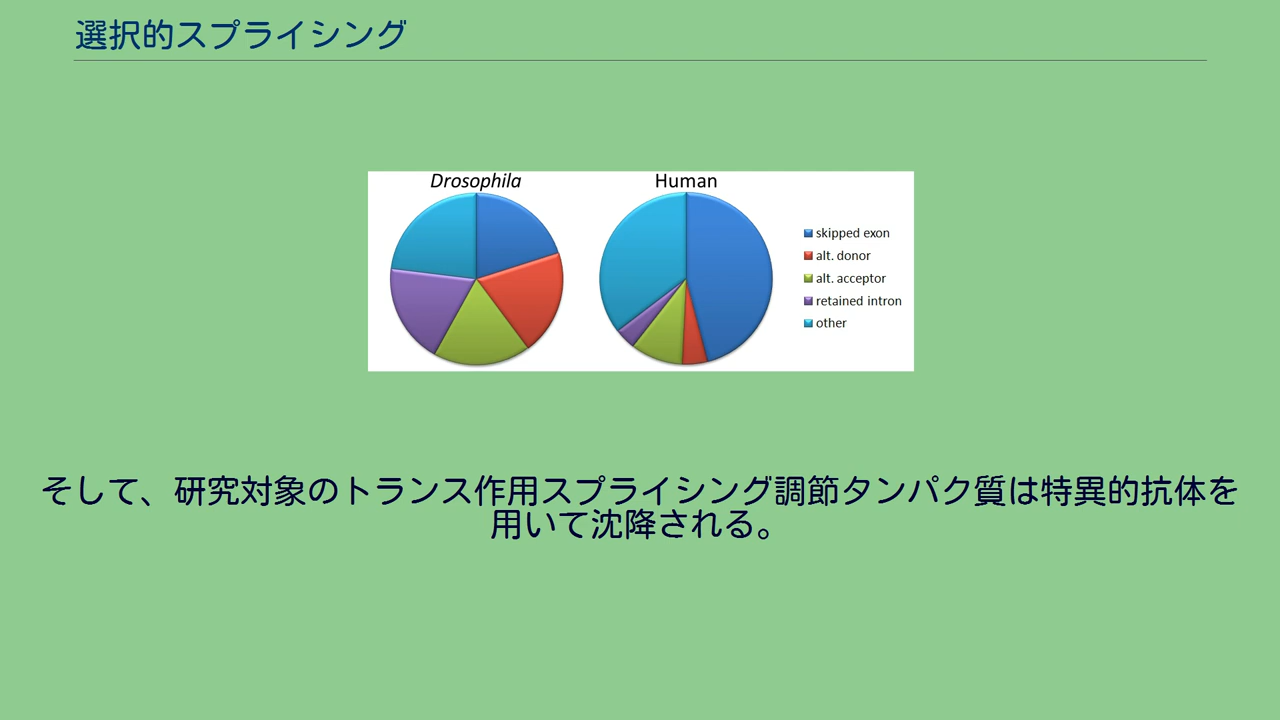 選択的スプライシング
Drosophila
Human
skipped exon
alt. donor
alt. acceptor
retained intron
other
そして、研究対象のトランス作用スプライシング調節タンパク質は特異的抗体を
用いて沈降される。